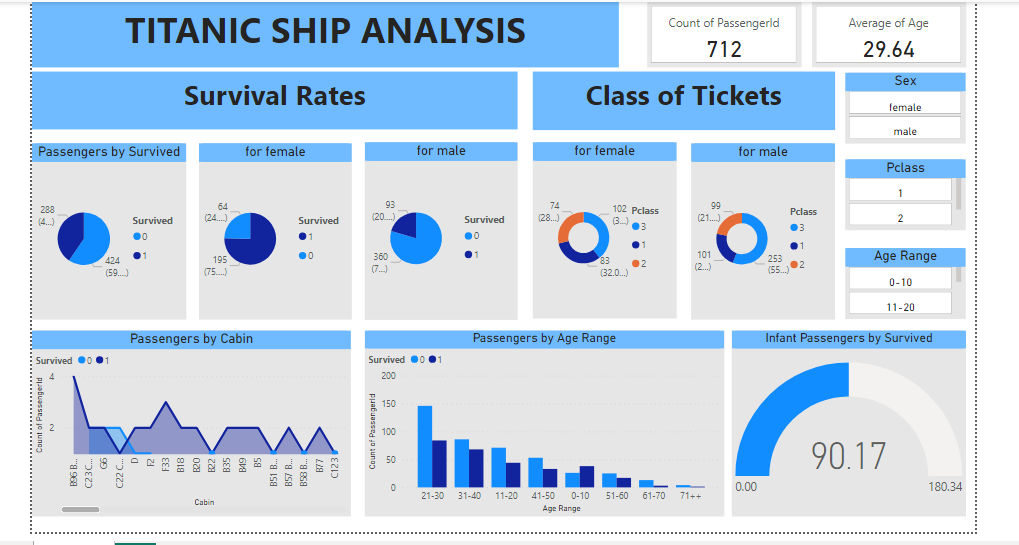 TITANIC SHIP ANALYSIS
Count of PassengerId
712
Average of Age
29.64
Survival Rates
Class of Tickets
Sex
female
male
Passengers by Survived
288
(4...)
424
(59....)
Survived
0
1
for female
64
(24....)
195
(75....)
Survived
1
0
for male
93
(20....)
360
(7...)
Survived
0
1
for female
74
(28...)
102
(3...)
83
(32.0...)
Pclass
3
1
2
for male
99
(21....)
101
(2...)
253
(55...)
Pclass
3
1
2
Pclass
1
2
Age Range
0-10
11-20
Passengers by Cabin
Survived 0 1
Count of PassengerId
4
2
B96 B...
C23 C...
G6
C22 C...
D
F2
F33
B18
B20
B22
B35
B49
B5
B51 B...
B57 B...
B58 B...
B77
C123
Cabin
Passengers by Age Range
Survived 0 1
Count of PassengerId
200
150
100
50
0
21-30 31-40 11-20 41-50 0-10 51-60 61-70 71++
Age Range
Infant Passengers by Survived
90.17
0.00
180.34